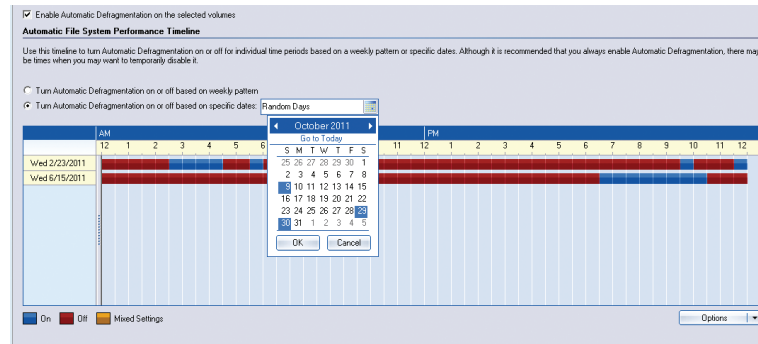 Enable Automatic Defragmentation on the selected volumes
Automatic File System Performance Timeline
Use this timeline to turn Automatic Defragmentation on or off for individual time periods based on a weekly pattern or specific dates. Although it is recommended that you always enable Automatic Defragmentation, there may
be times when you may want to temporarily disable it.
Turn Automatic Defragmentation on or off based on weekly pattern
Turn Automatic Defragmentation on or off based on specific dates: Random Days
October 2011
Go to Today
S M T W T F S
25 26 27 28 29 30 1
2 3 4 5 6 7 8
9 10 11 12 13 14 15
16 17 18 19 20 21 22
23 24 25 26 27 28 29
30 31 1 2 3 4 5
OK Cancel
AM PM
12 1 2 3 4 5 6 11 12 1 2 3 4 5 6 7 8 9 10 11 12
Wed 2/23/2011
Wed 6/15/2011
On Off Mixed Settings Options